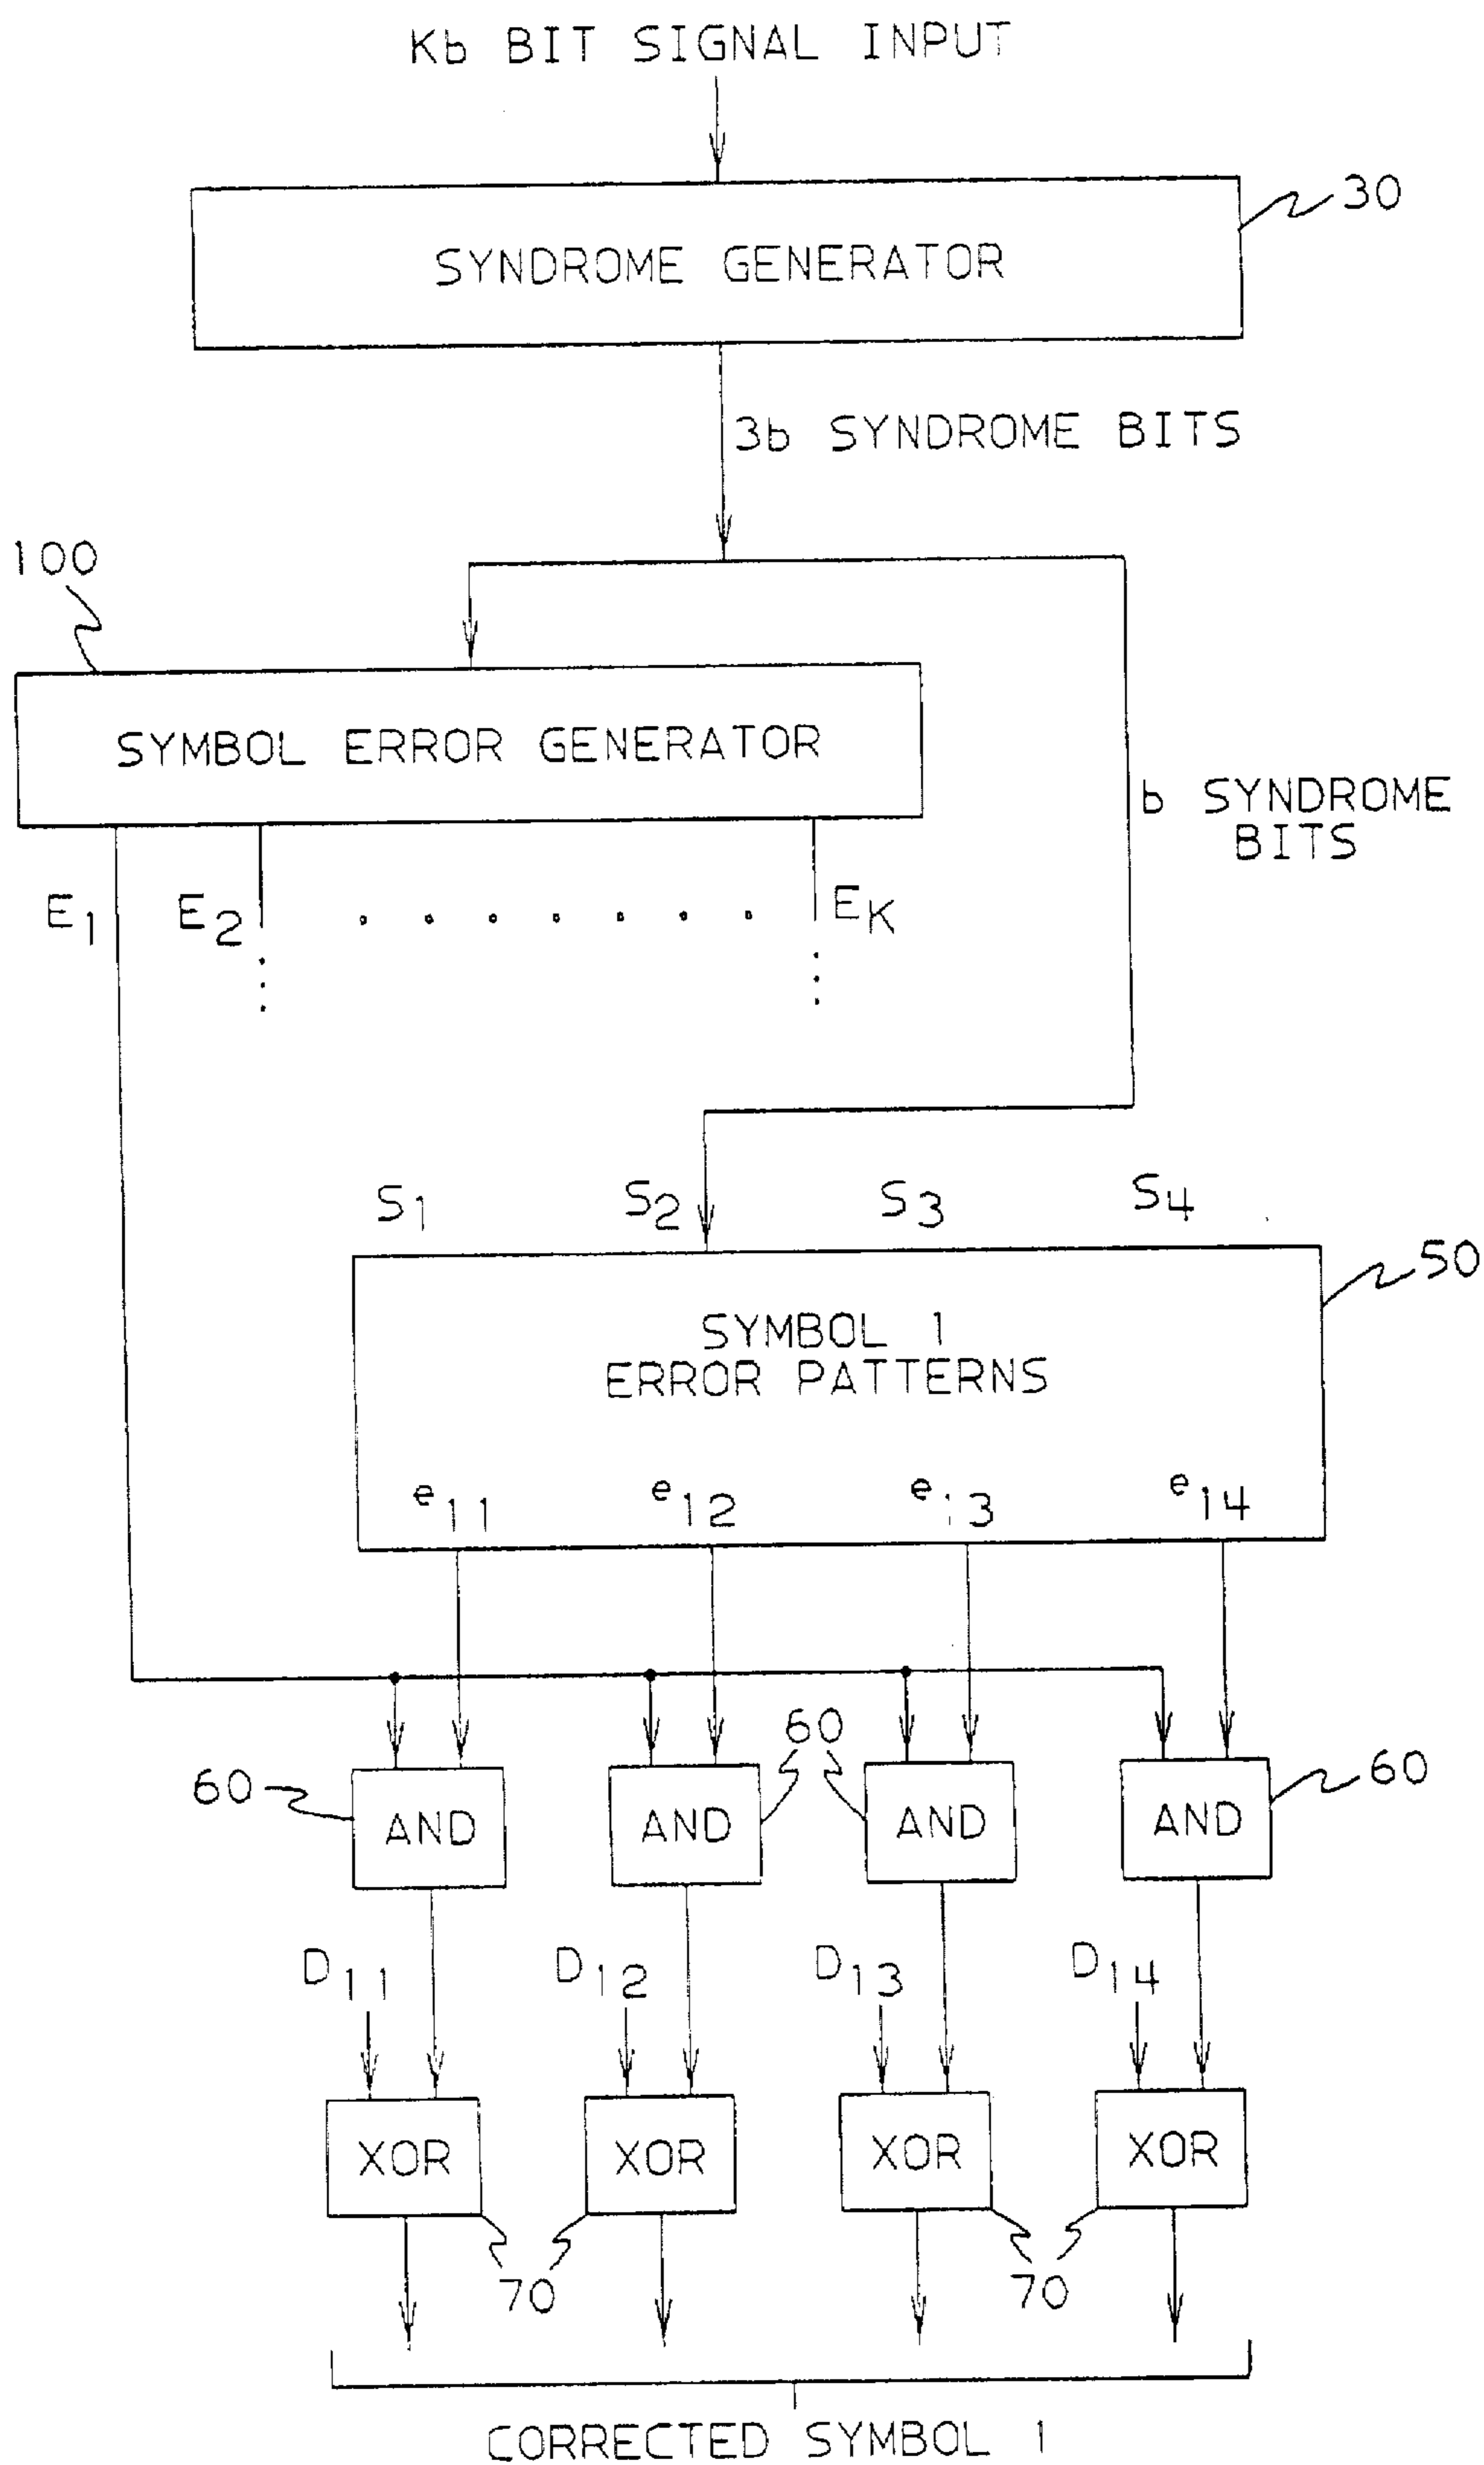 Kb BIT SIGNAL INPUT
30
SYNDROME GENERATOR
3b SYNDROME BITS
100
SYMBOL ERROR GENERATOR
b SYNDROME
BITS
E1 E2 . . . . . . . EK
S1 S2 S3 S4
50
SYMBOL 1
ERROR PATTERNS
e11 e12 e13 e14
60 60 60
AND AND AND AND
D11 D12 D13 D14
XOR XOR XOR XOR
70 70
CORRECTED SYMBOL 1